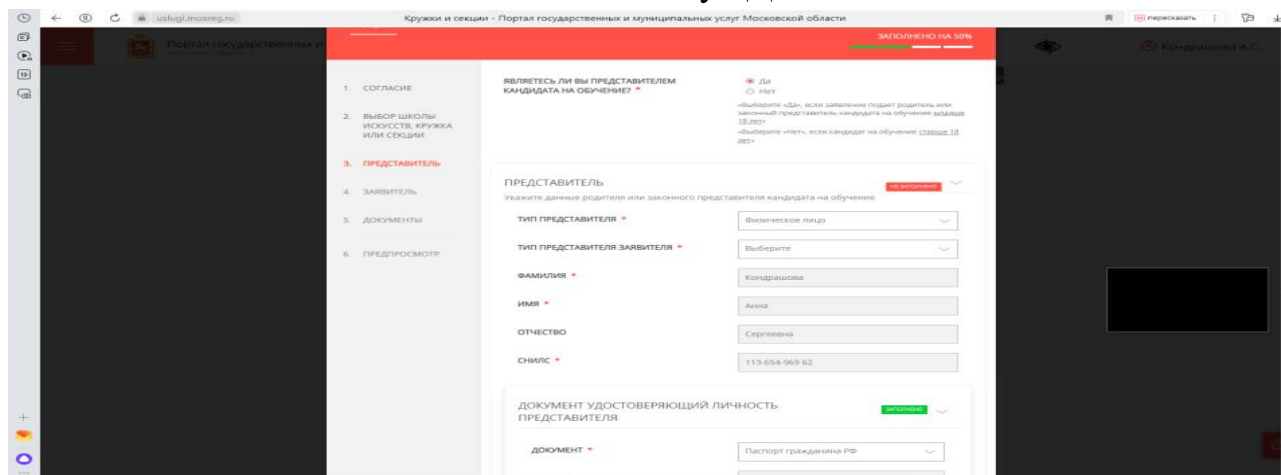 uslugi.mosreg.ru
Кружки и секции - Портал государственных и муниципальных услуг Московской области
пересказать
Портал государственных и
Кондрашова А.С.
ЗАПОЛНЕНО НА 50%
1. СОГЛАСИЕ
2. ВЫБОР ШКОЛЫ
ИСКУССТВ, КРУЖКА
ИЛИ СЕКЦИИ
3. ПРЕДСТАВИТЕЛЬ
4. ЗАЯВИТЕЛЬ
5. ДОКУМЕНТЫ
6. ПРЕДПРОСМОТР
ЯВЛЯЕТЕСЬ ЛИ ВЫ ПРЕДСТАВИТЕЛЕМ
КАНДИДАТА НА ОБУЧЕНИЕ? *
Да
Нет
«Выберите «Да», если заявление подает родитель или
законный представитель кандидата на обучение младше
18 лет»
«Выберите «Нет», если кандидат на обучение старше 18
лет»
ПРЕДСТАВИТЕЛЬ
НЕ ЗАПОЛНЕНО
Укажите данные родителя или законного представителя кандидата на обучение
ТИП ПРЕДСТАВИТЕЛЯ *
Физическое лицо
ТИП ПРЕДСТАВИТЕЛЯ ЗАЯВИТЕЛЯ *
Выберите
ФАМИЛИЯ *
Кондрашова
ИМЯ *
Анна
ОТЧЕСТВО
Сергеевна
СНИЛС *
113-654-969 62
ДОКУМЕНТ УДОСТОВЕРЯЮЩИЙ ЛИЧНОСТЬ
ПРЕДСТАВИТЕЛЯ
ЗАПОЛНЕНО
ДОКУМЕНТ *
Паспорт гражданина РФ